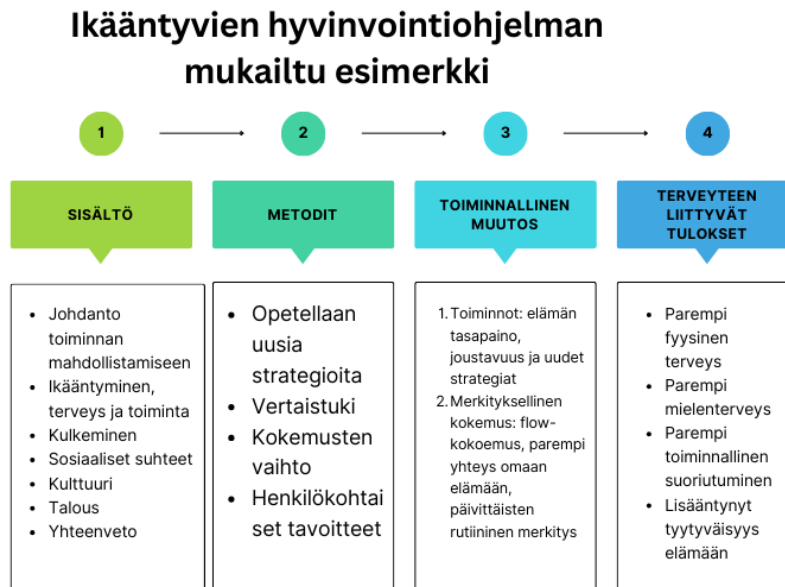 Ikääntyvien hyvinvointiohjelman
mukailtu esimerkki
1
2
3
4
SISÄLTÖ
METODIT
TOIMINNALLINEN
MUUTOS
TERVEYTEEN
LIITTYVÄT
TULOKSET
• Johdanto
toiminnan
mahdollistamiseen
• Ikääntyminen,
terveys ja toiminta
• Kulkeminen
• Sosiaaliset suhteet
• Kulttuuri
• Talous
• Yhteenveto
• Opetellaan
uusia
strategioita
• Vertaistuki
• Kokemusten
vaihto
• Henkilökohtai
set tavoitteet
1. Toiminnot: elämän
tasapaino,
joustavuus ja uudet
strategiat
2. Merkityksellinen
kokemus: flow-
kokoemus, parempi
yhteys omaan
elämään,
päivittäisten
rutiininen merkitys
• Parempi
fyysinen
terveys
• Parempi
mielenterveys
• Parempi
toiminnallinen
suoriutuminen
• Lisääntynyt
tyytyväisyys
elämään